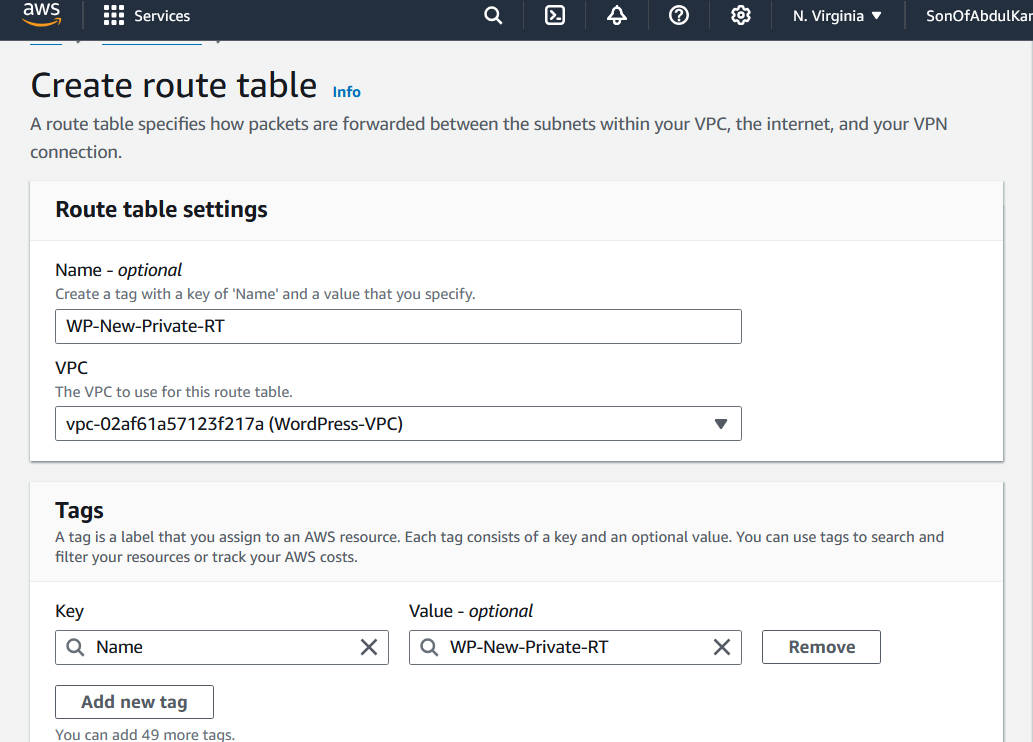 aws
Services
N. Virginia
Create route table Info
A route table specifies how packets are forwarded between the subnets within your VPC, the internet, and your VPN
connection.
Route table settings
Name - optional
Create a tag with a key of 'Name' and a value that you specify.
WP-New-Private-RT
VPC
The VPC to use for this route table.
vpc-02af61a57123f217a (WordPress-VPC)
Tags
A tag is a label that you assign to an AWS resource. Each tag consists of a key and an optional value. You can use tags to search and
filter your resources or track your AWS costs.
Key
Value - optional
Name
WP-New-Private-RT
Remove
Add new tag
You can add 49 more tags.